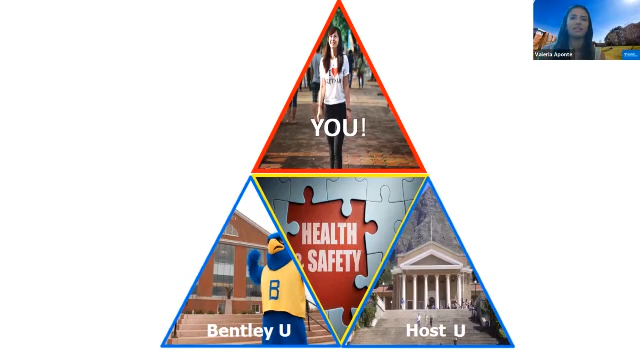 Valeria Aponte
YOU!
HEALTH
& SAFETY
B
Bentley U
Host U